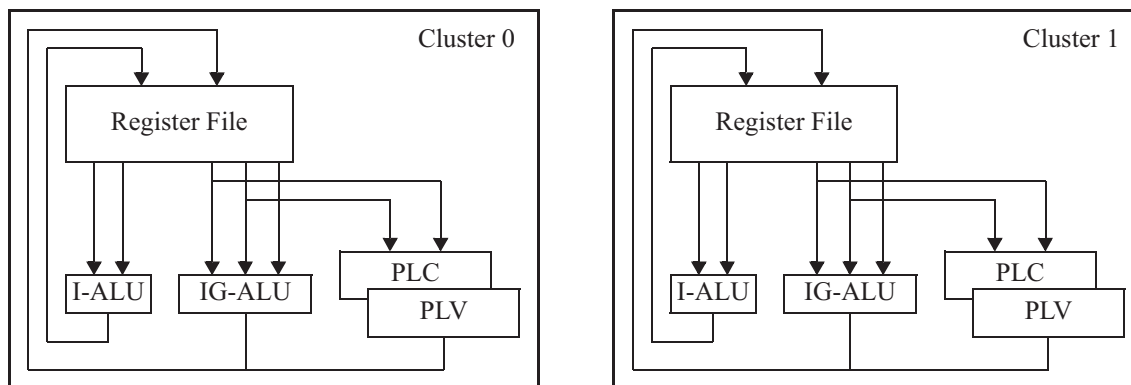 Cluster 0
Register File
I-ALU
IG-ALU
PLC
PLV
Cluster 1
Register File
I-ALU
IG-ALU
PLC
PLV